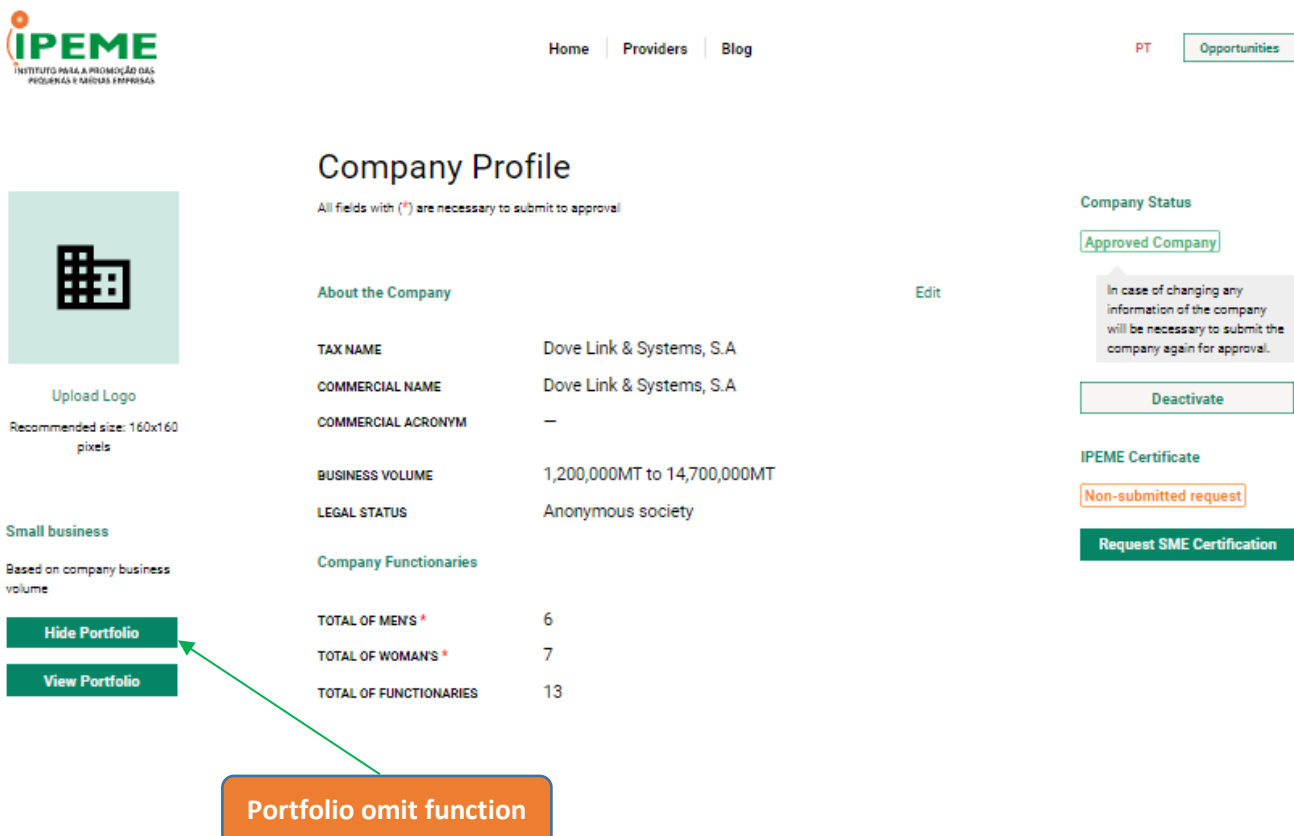 IPEME
INSTITUTO PARA A PROMOÇÃO DAS
PEQUENAS E MÉDIAS EMPRESAS
Home Providers Blog
PT Opportunities
Company Profile
All fields with (*) are necessary to submit to approval
Upload Logo
Recommended size: 160x160
pixels
Small business
Based on company business
volume
Hide Portfolio
View Portfolio
About the Company Edit
TAX NAME Dove Link & Systems, S.A
COMMERCIAL NAME Dove Link & Systems, S.A
COMMERCIAL ACRONYM —
BUSINESS VOLUME 1,200,000MT to 14,700,000MT
LEGAL STATUS Anonymous society
Company Functionaries
TOTAL OF MEN'S * 6
TOTAL OF WOMAN'S * 7
TOTAL OF FUNCTIONARIES 13
Company Status
Approved Company
In case of changing any
information of the company
will be necessary to submit the
company again for approval.
Deactivate
IPEME Certificate
Non-submitted request
Request SME Certification
Portfolio omit function